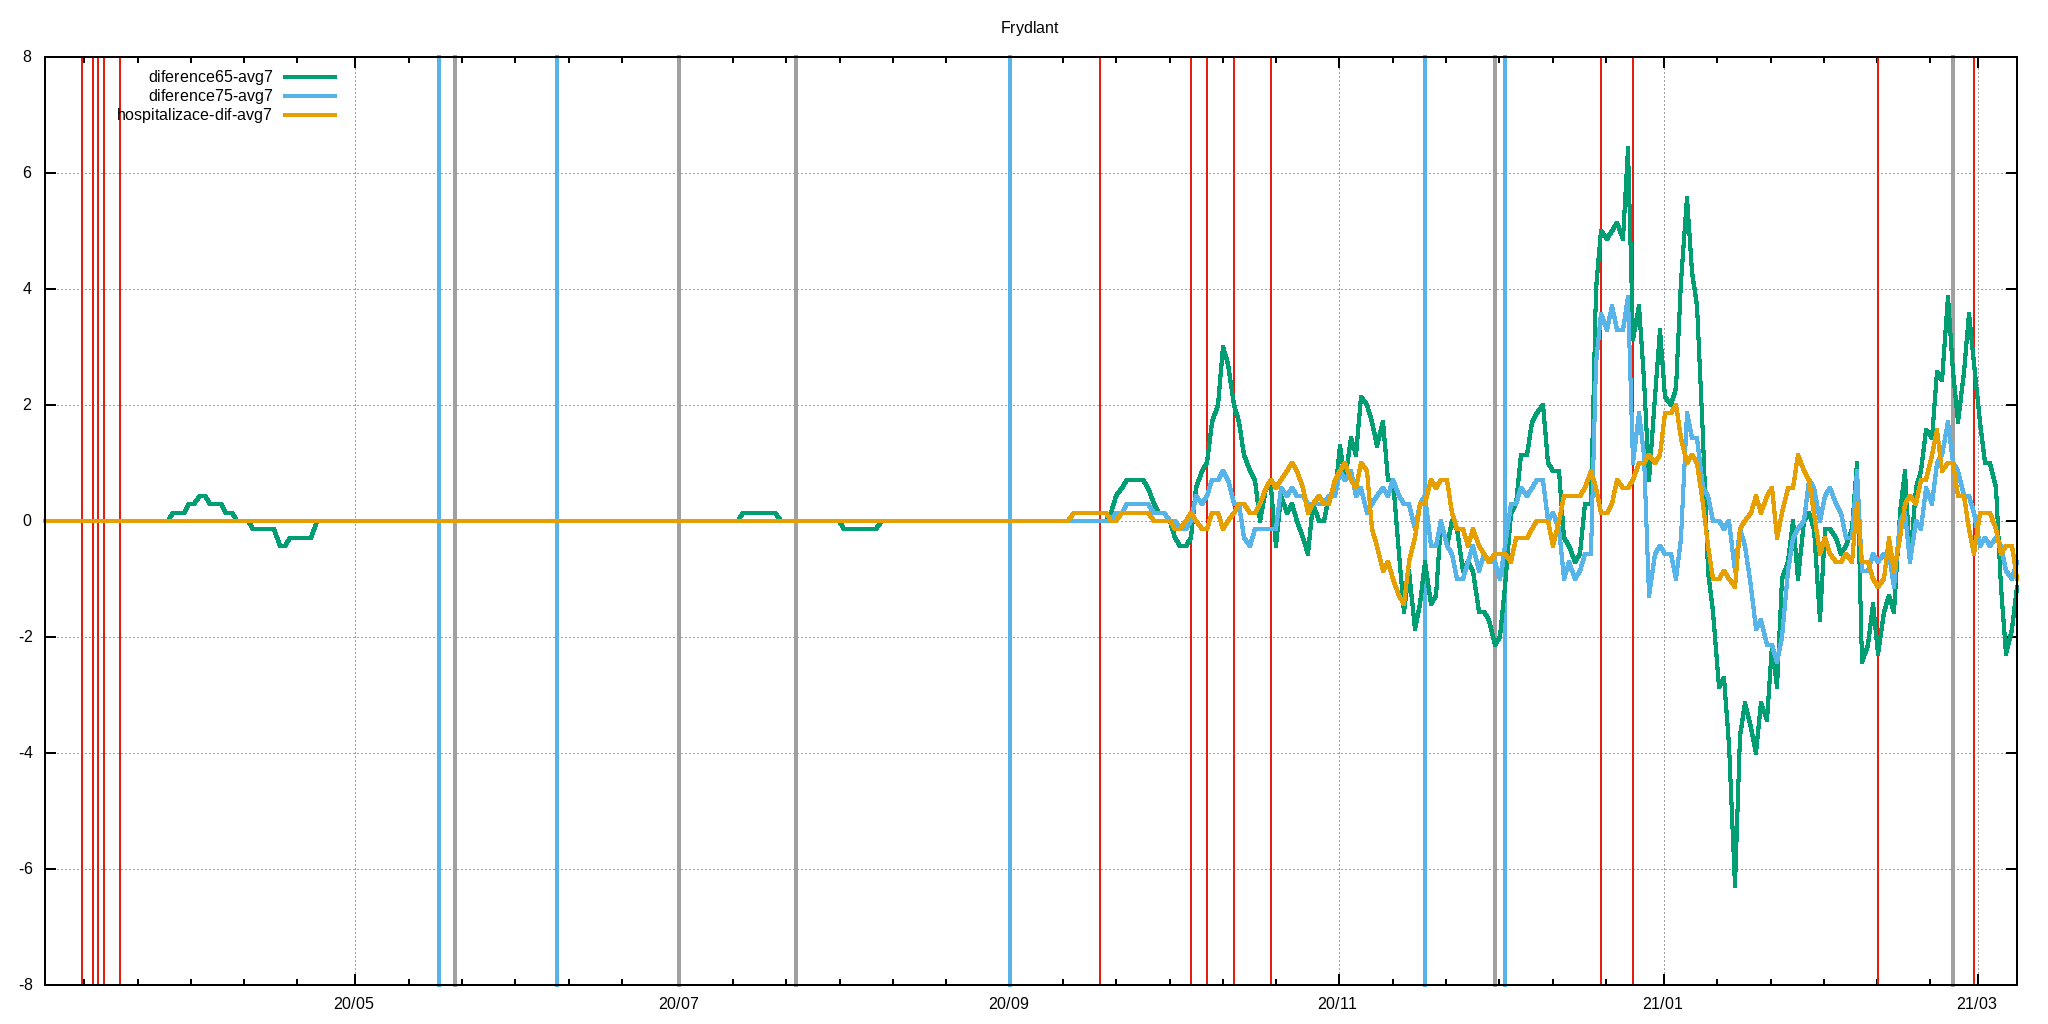 Frydlant
diference65-avg7
diference75-avg7
hospitalizace-dif-avg7
8
6
4
2
0
-2
-4
-6
-8
20/05 20/07 20/09 20/11 21/01 21/03